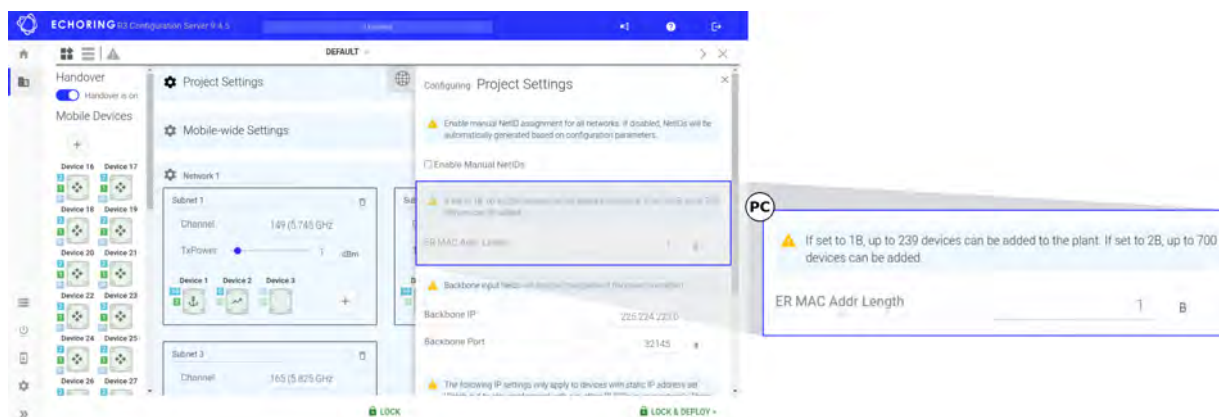 ECHORING R3 Configuration Server 9.4.5
DEFAULT
Handover
Handover is on
Mobile Devices
+
Device 16 Device 17
Device 18 Device 19
Device 20 Device 21
Device 22 Device 23
Device 24 Device 25
Device 26 Device 27
Project Settings
Mobile-wide Settings
Network 1
Subnet 1
Channel 149 (5.745 GHz
TxPower 1 dBm
Device 1 Device 2 Device 3
+
Subnet 3
Channel 165 (5.825 GHz
LOCK
Configuring Project Settings
Enable manual NetID assignment for all networks. If disabled, NetIDs will be
automatically generated based on configuration parameters.
Enable Manual NetIDs
ER MAC Addr Length 1 B
Backbone input fields
Backbone IP
Backbone Port 32145
The following IP settings only apply to devices with static IP address set
LOCK & DEPLOY
PC
If set to 1B, up to 239 devices can be added to the plant. If set to 2B, up to 700
devices can be added.
ER MAC Addr Length 1 B